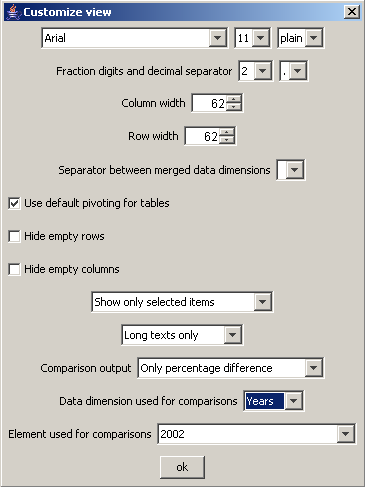 Customize view
Arial 11 plain
Fraction digits and decimal separator 2 .
Column width 62
Row width 62
Separator between merged data dimensions
Use default pivoting for tables
Hide empty rows
Hide empty columns
Show only selected items
Long texts only
Comparison output Only percentage difference
Data dimension used for comparisons Years
Element used for comparisons 2002
ok